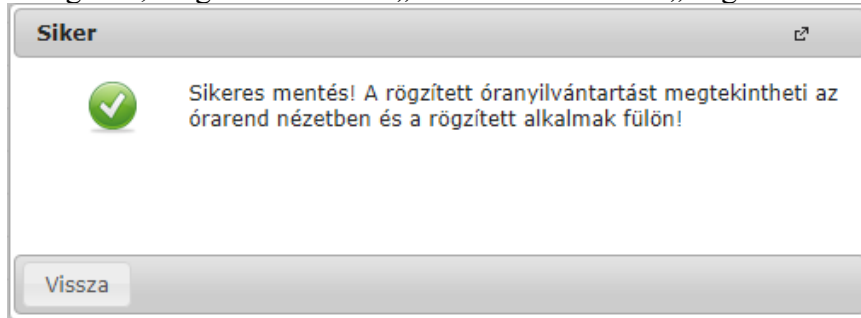 Siker
Sikeres mentés! A rögzített óranyilvántartást megtekintheti az
órarend nézetben és a rögzített alkalmak fülön!
Vissza